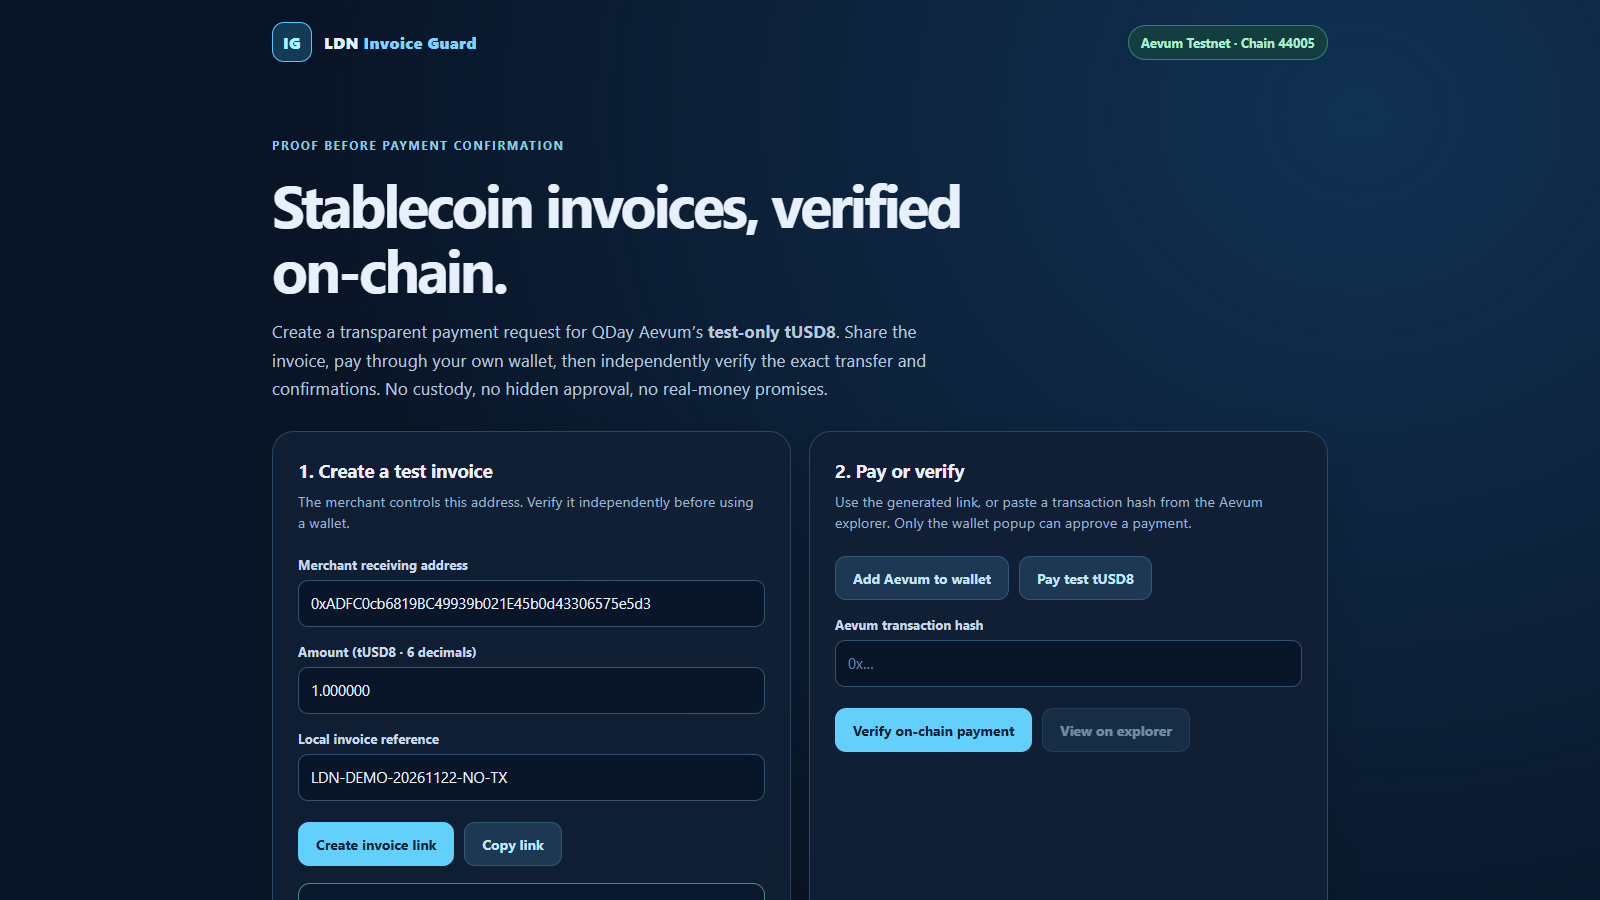 IG
LDN Invoice Guard
Aevum Testnet · Chain 44005
PROOF BEFORE PAYMENT CONFIRMATION
Stablecoin invoices, verified
on-chain.
Create a transparent payment request for QDay Aevum’s test-only tUSD8. Share the
invoice, pay through your own wallet, then independently verify the exact transfer and
confirmations. No custody, no hidden approval, no real-money promises.
1. Create a test invoice
The merchant controls this address. Verify it independently before using
a wallet.
Merchant receiving address
0xADFC0cb6819BC49939b021E45b0d43306575e5d3
Amount (tUSD8 · 6 decimals)
1.000000
Local invoice reference
LDN-DEMO-20261122-NO-TX
Create invoice link
Copy link
2. Pay or verify
Use the generated link, or paste a transaction hash from the Aevum
explorer. Only the wallet popup can approve a payment.
Add Aevum to wallet
Pay test tUSD8
Aevum transaction hash
0x...
Verify on-chain payment
View on explorer